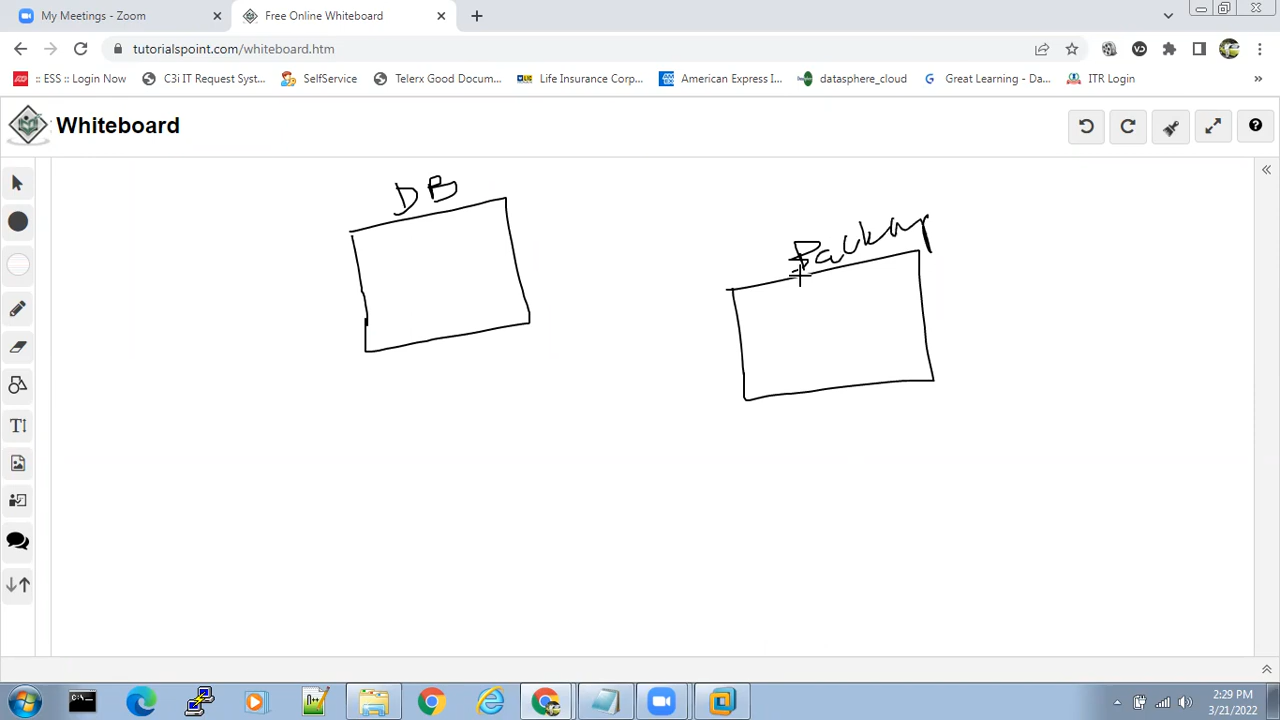 My Meetings - Zoom
Free Online Whiteboard
tutorialspoint.com/whiteboard.htm
:: ESS :: Login Now
C3i IT Request Syst...
SelfService
Telerx Good Docum...
Life Insurance Corp...
American Express I...
datasphere_cloud
Great Learning - Da...
ITR Login
»
Whiteboard
DB
Backup
2:29 PM
3/21/2022